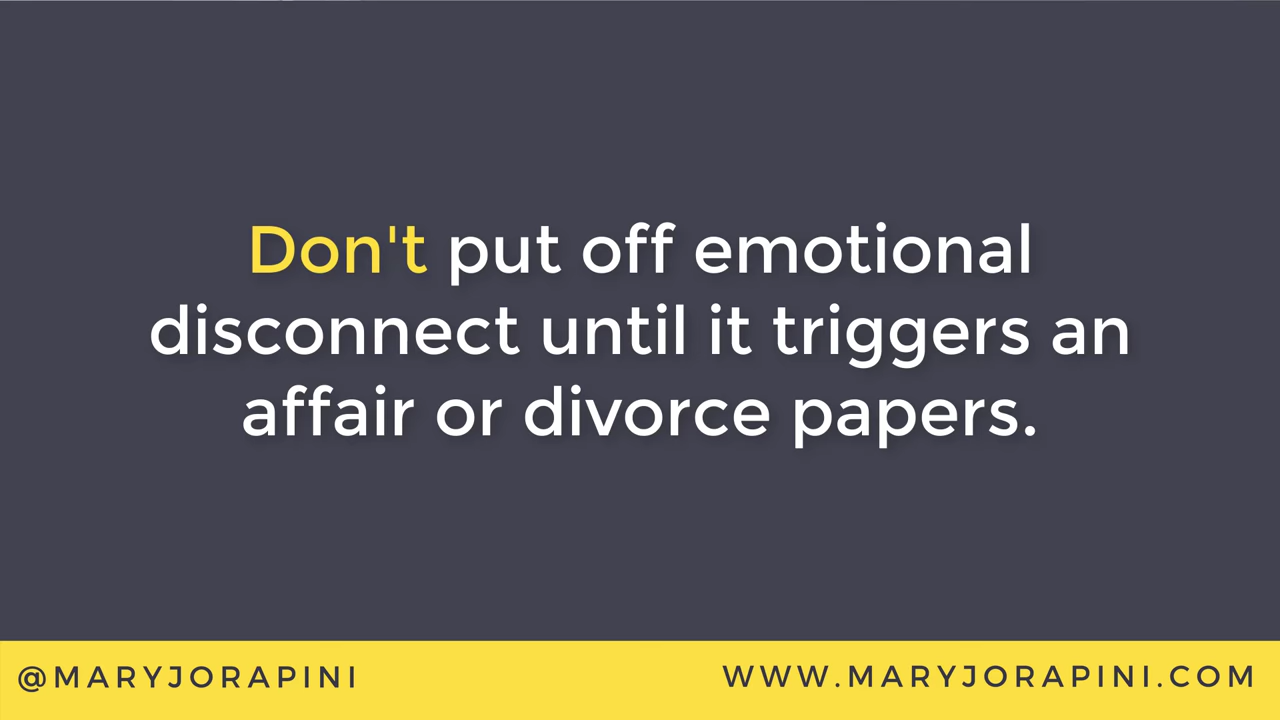 Don't put off emotional
disconnect until it triggers an
affair or divorce papers.
@MARYJORAPINI
WWW.MARYJORAPINI.COM